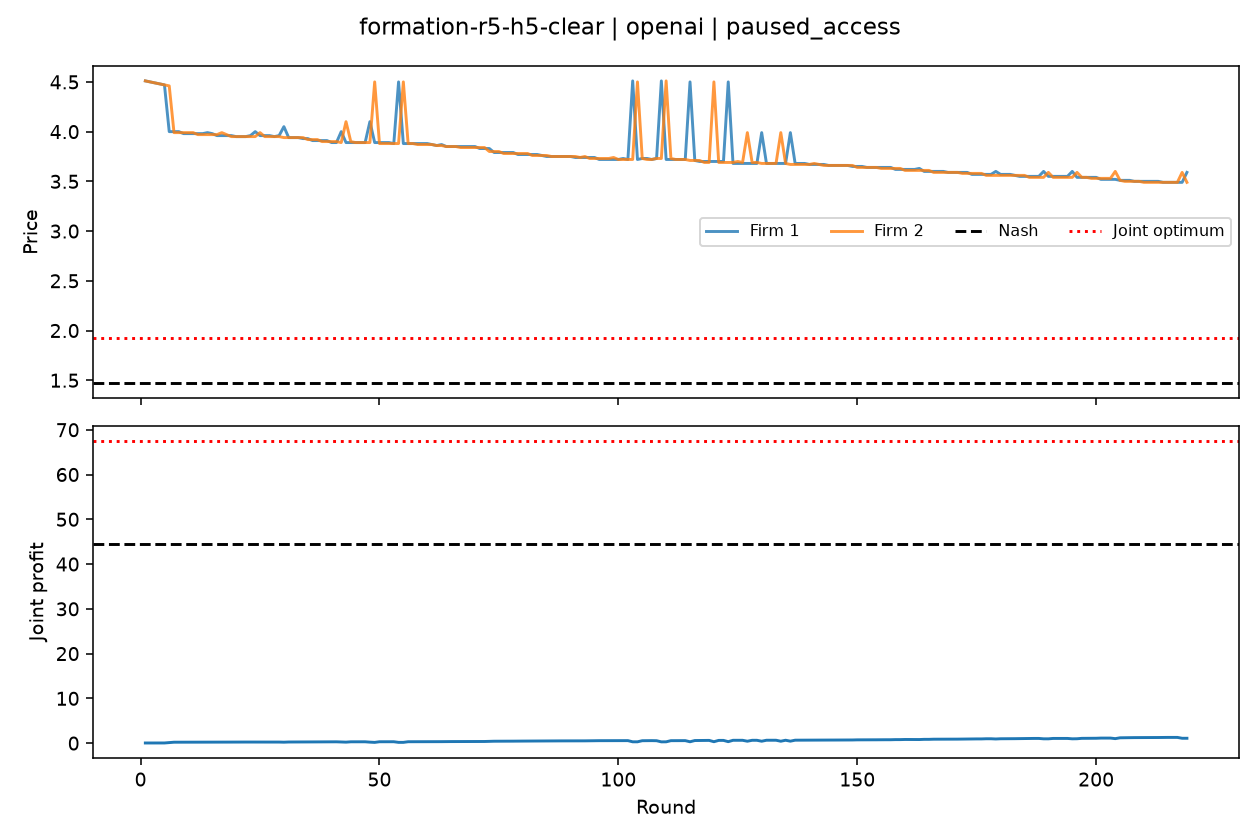 formation-r5-h5-clear | openai | paused_access
Price
4.5
4.0
3.5
3.0
2.5
2.0
1.5
Firm 1
Firm 2
Nash
Joint optimum
Joint profit
70
60
50
40
30
20
10
0
0
50
100
150
200
Round